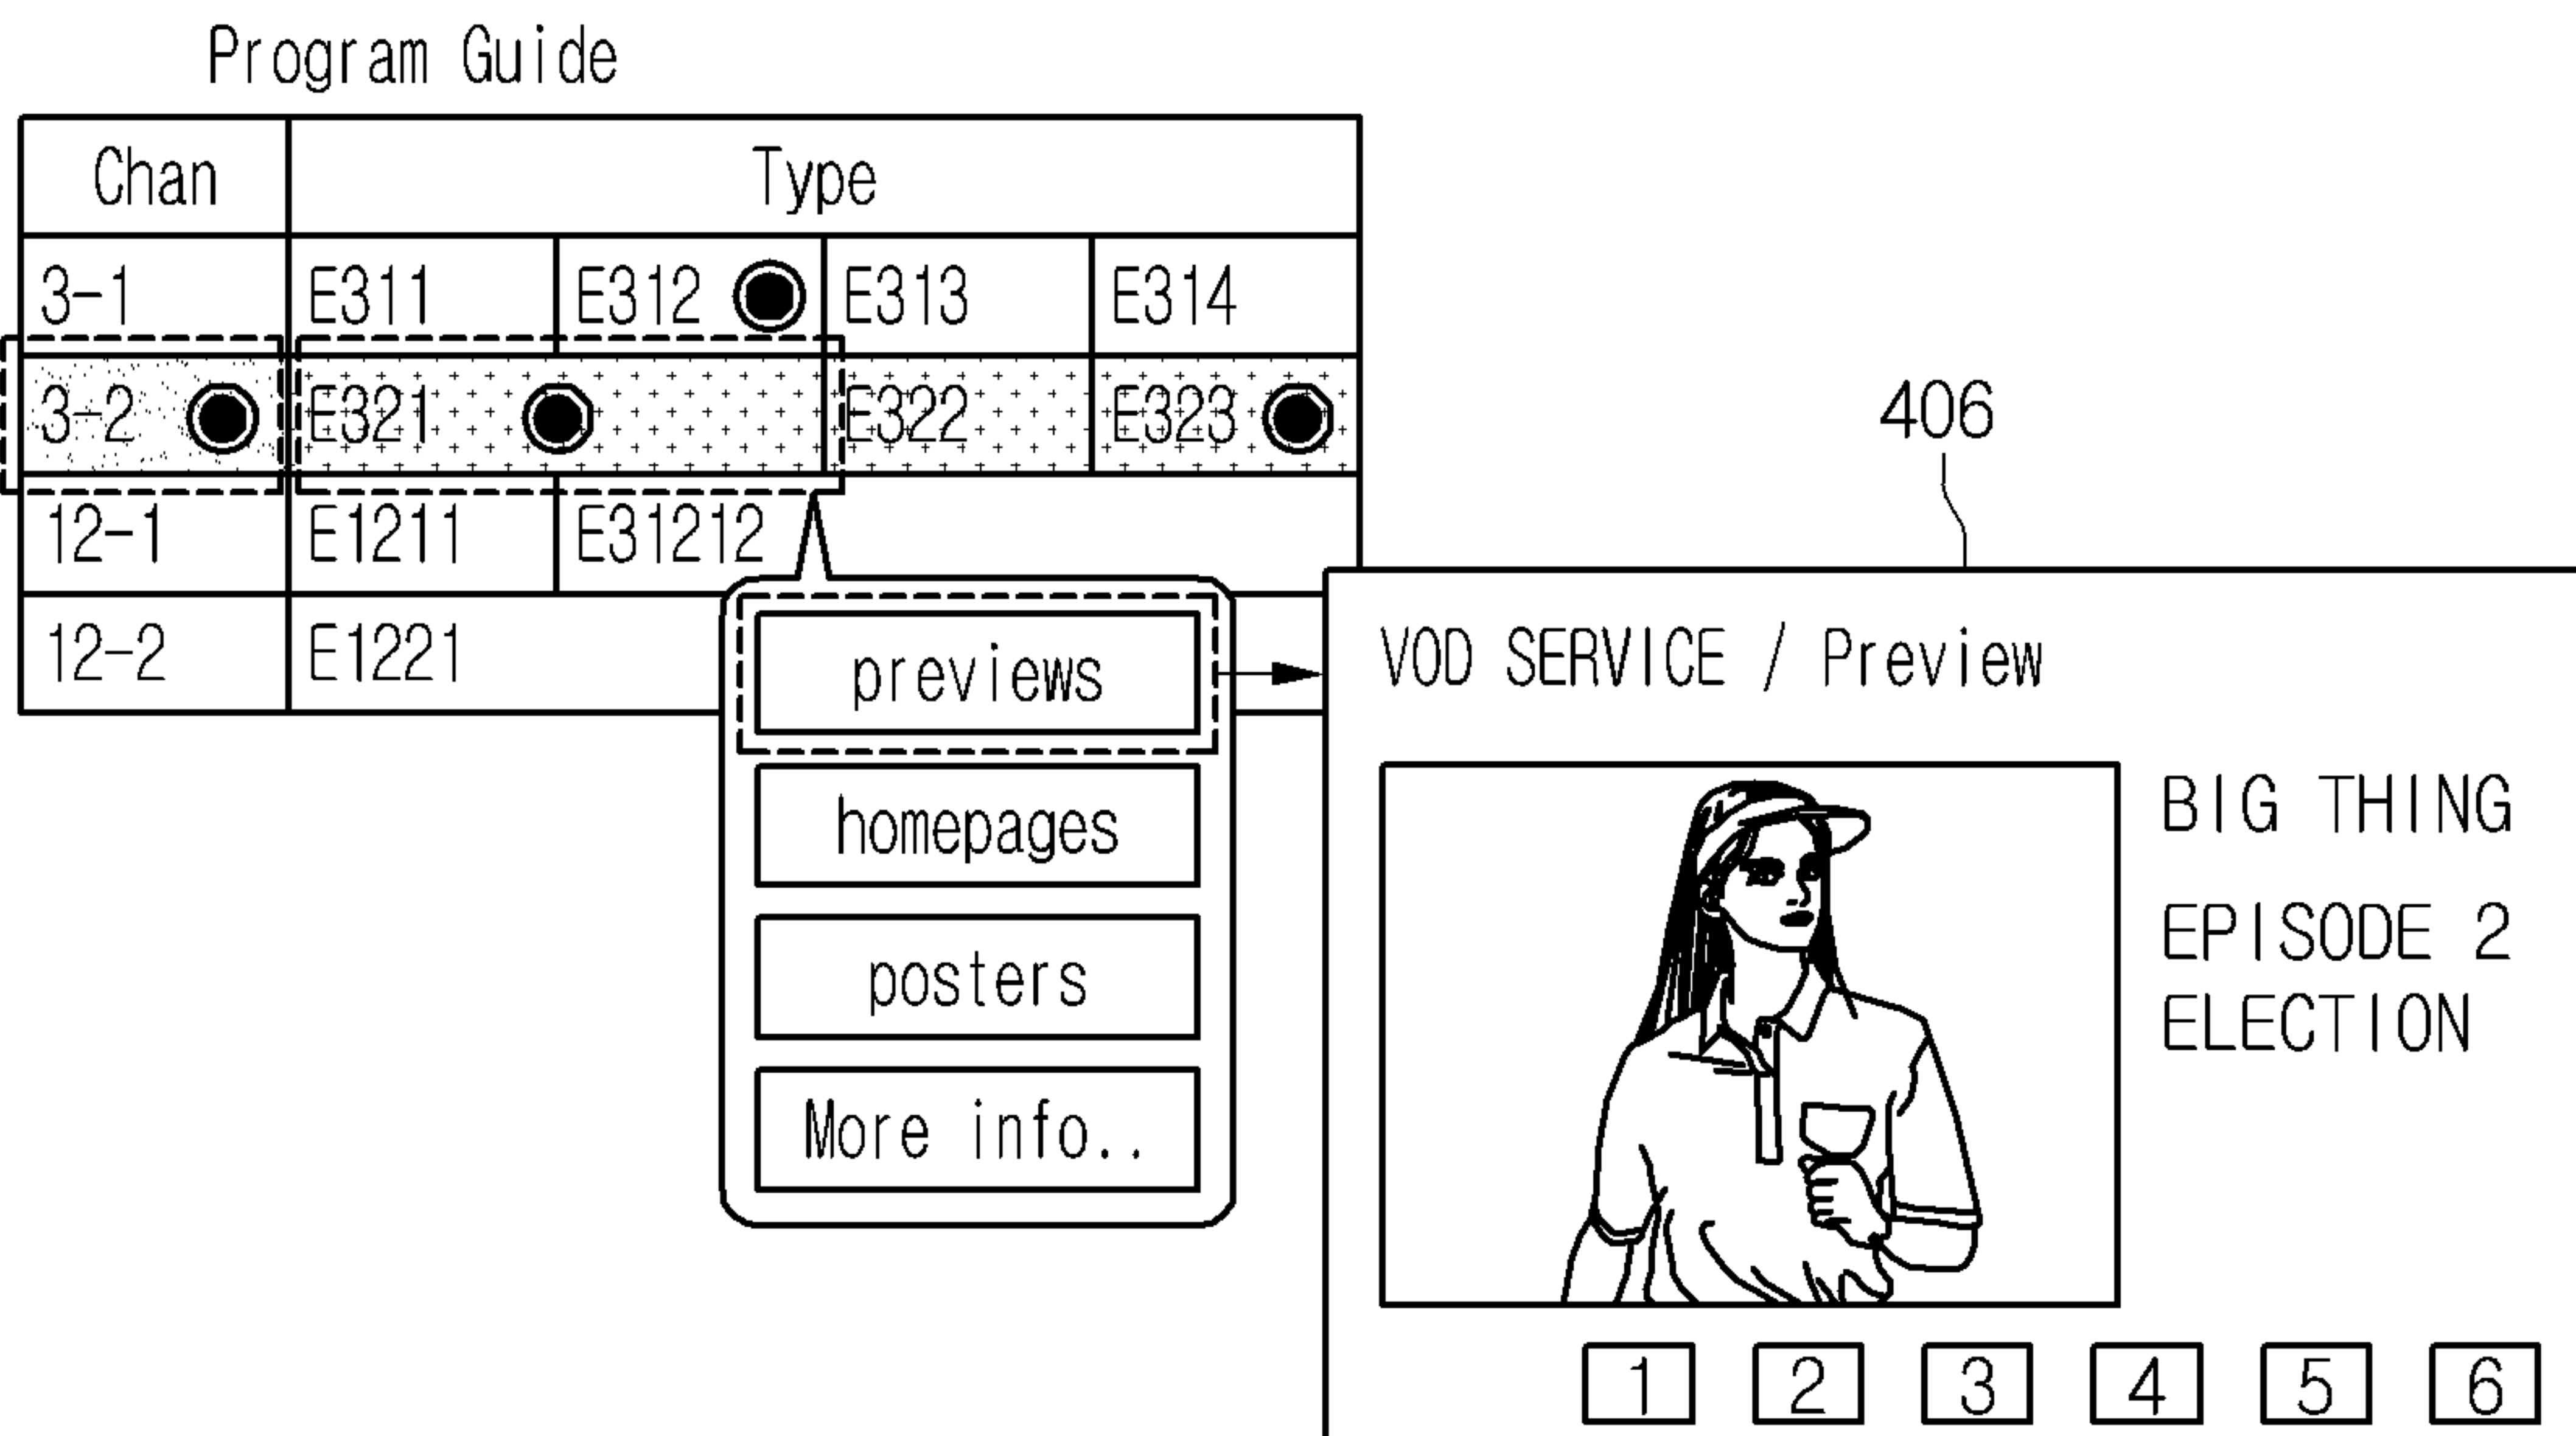 Program Guide
Chan Type
3-1 E311 E312 E313 E314
3-2 E321 E322 E323
12-1 E1211 E31212
12-2 E1221
previews
homepages
posters
More info..
406
VOD SERVICE / Preview
BIG THING
EPISODE 2
ELECTION
1 2 3 4 5 6